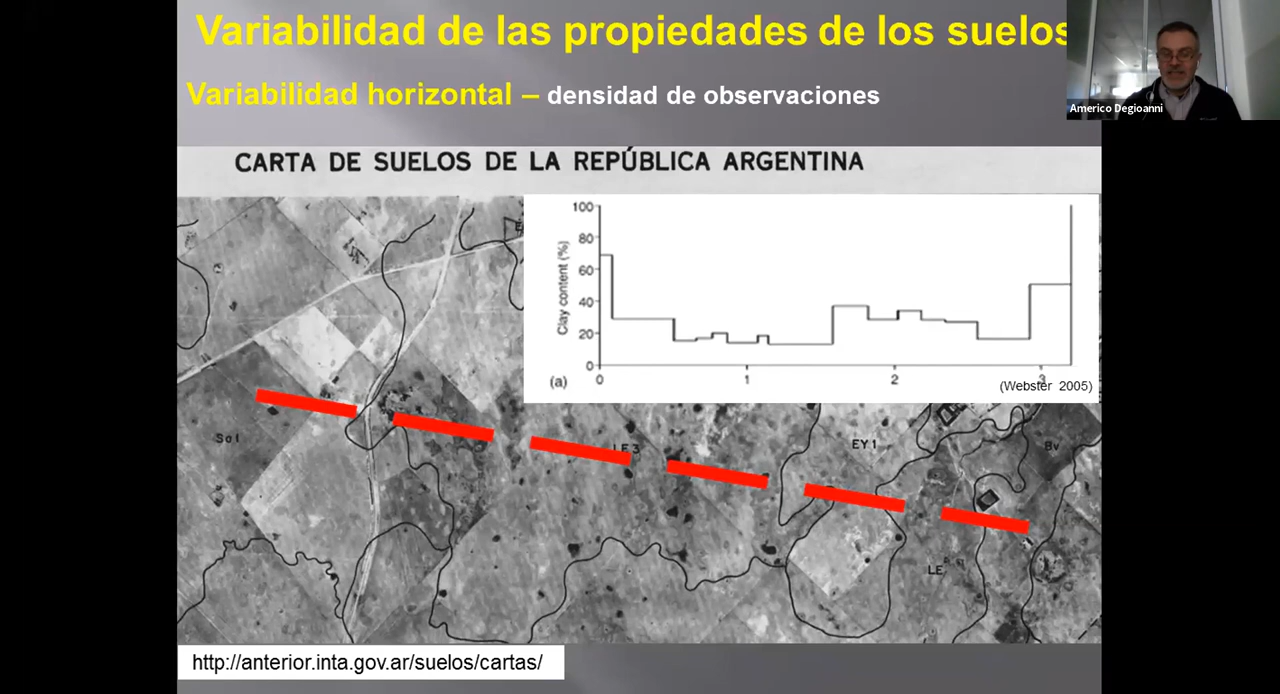 Variabilidad de las propiedades de los suelos
Americo Degioanni
Variabilidad horizontal – densidad de observaciones
CARTA DE SUELOS DE LA REPÚBLICA ARGENTINA
100
80
60
40
20
0
Clay content (%)
(a)
0
1
2
3
(Webster 2005)
So1
LE3
EY1
Bv
LE
http://anterior.inta.gov.ar/suelos/cartas/